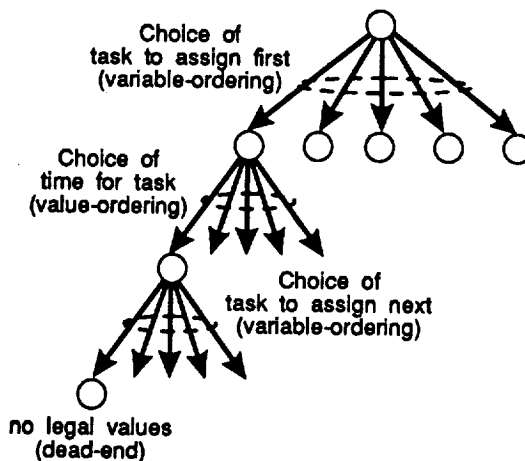 Choice of
task to assign first
(variable-ordering)
Choice of
time for task
(value-ordering)
Choice of
task to assign next
(variable-ordering)
no legal values
(dead-end)